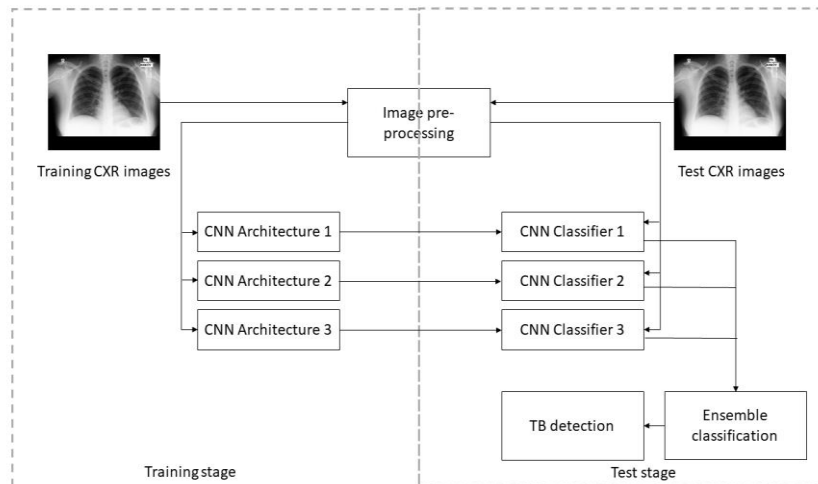 Image pre-
processing
Training CXR images
Test CXR images
CNN Architecture 1
CNN Classifier 1
CNN Architecture 2
CNN Classifier 2
CNN Architecture 3
CNN Classifier 3
TB detection
Ensemble
classification
Training stage
Test stage